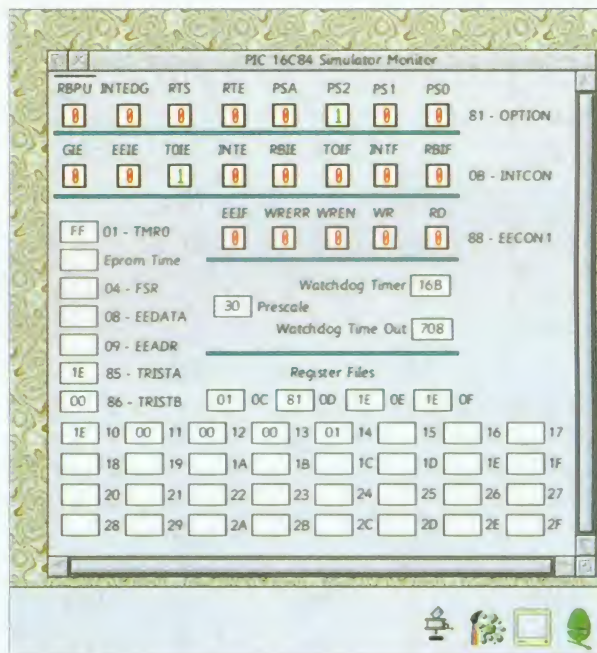 PIC 16C84 Simulator Monitor
RBPU INTEDG RTS RTE PSA PS2 PS1 PS0
0 0 0 0 0 1 0 0 81 - OPTION
GIE EEIE TOIE INTE RBIE TOIF INTF RBIF
0 0 1 0 0 0 0 0 0B - INTCON
EEIF WRERR WREN WR RD
0 0 0 0 0 88 - EECON1
FF 01 - TMR0
Eprom Time
04 - FSR
08 - EEDATA
09 - EEADR
1E 85 - TRISTA
00 86 - TRISTB
Watchdog Timer 16B
30 Prescale
Watchdog Time Out 708
Register Files
01 0C 81 0D 1E 0E 1E 0F
1E 10 00 11 00 12 00 13 01 14 15 16 17
18 19 1A 1B 1C 1D 1E 1F
20 21 22 23 24 25 26 27
28 29 2A 2B 2C 2D 2E 2F